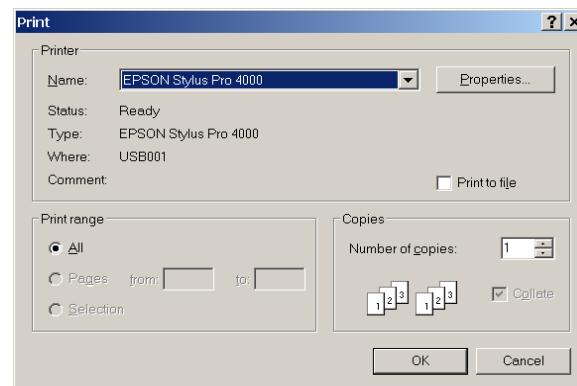 Print
Printer
Name: EPSON Stylus Pro 4000 Properties...
Status: Ready
Type: EPSON Stylus Pro 4000
Where: USB001
Comment:
Print to file
Print range
All
Pages from: to:
Selection
Copies
Number of copies: 1
1 2 3 1 2 3
Collate
OK Cancel